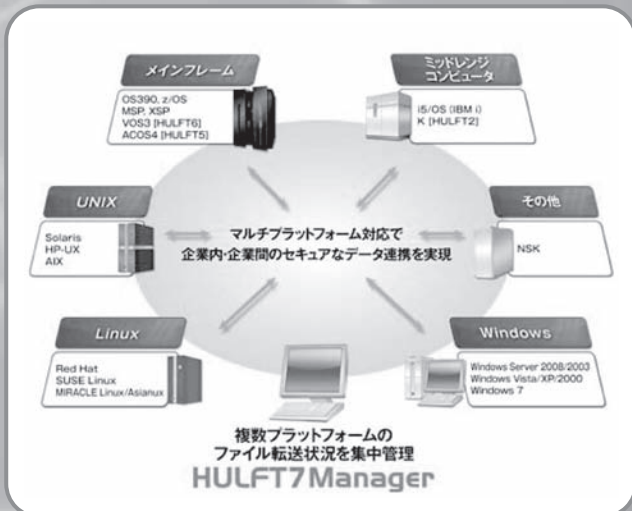 メインフレーム
OS390, z/OS
MSP, XSP
VOS3 [HULFT6]
ACOS4 [HULFT5]
ミッドレンジ
コンピュータ
i5/OS (IBM i)
K [HULFT2]
UNIX
Solaris
HP-UX
AIX
マルチプラットフォーム対応で
企業内・企業間のセキュアなデータ連携を実現
その他
NSK
Linux
Red Hat
SUSE Linux
MIRACLE Linux/Asianux
Windows
Windows Server 2008/2003
Windows Vista/XP/2000
Windows 7
複数プラットフォームの
ファイル転送状況を集中管理
HULFT7Manager